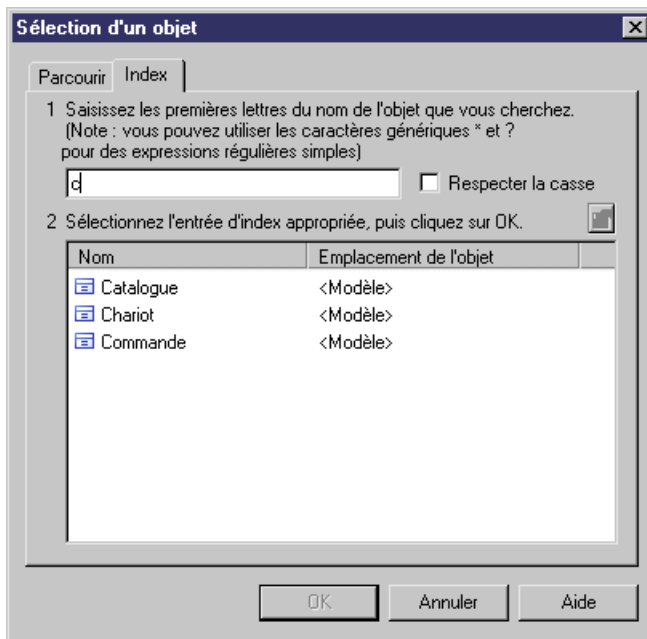 Sélection d'un objet
Parcourir Index
1 Saisissez les premières lettres du nom de l'objet que vous cherchez.
(Note : vous pouvez utiliser les caractères génériques * et ?
pour des expressions régulières simples)
c Respecter la casse
2 Sélectionnez l'entrée d'index appropriée, puis cliquez sur OK.
Nom Emplacement de l'objet
Catalogue <Modèle>
Chariot <Modèle>
Commande <Modèle>
OK Annuler Aide